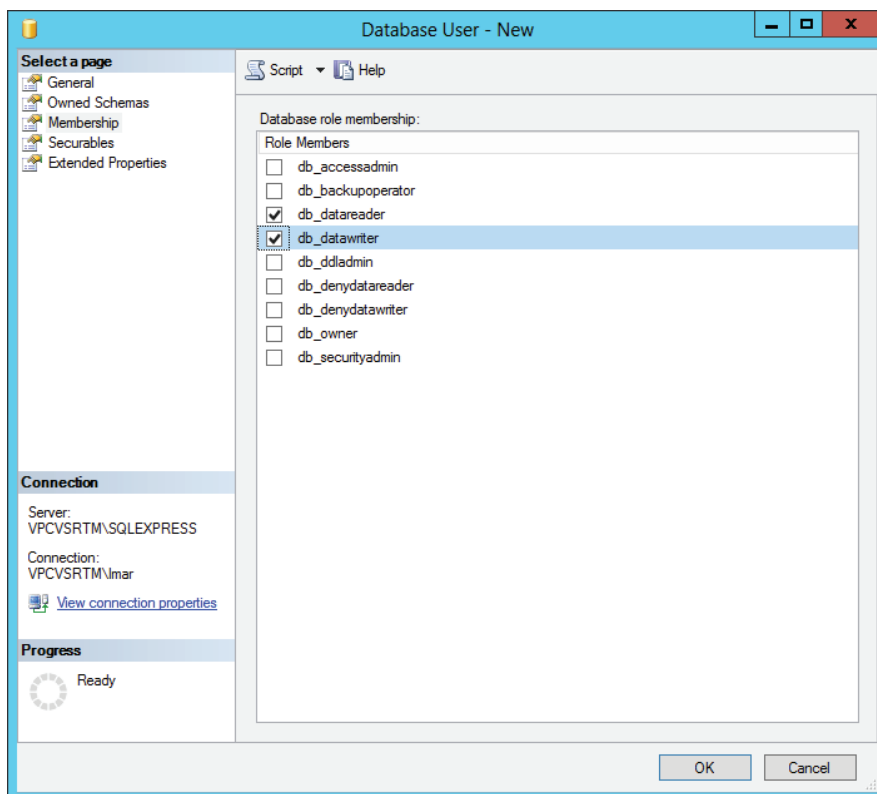 Database User - New
Select a page
General
Owned Schemas
Membership
Securables
Extended Properties
Script
Help
Database role membership:
Role Members
db_accessadmin
db_backupoperator
db_datareader
db_datawriter
db_ddladmin
db_denydatareader
db_denydatawriter
db_owner
db_securityadmin
Connection
Server:
VPCVSRTM\SQLEXPRESS
Connection:
VPCVSRTM\Imar
View connection properties
Progress
Ready
OK
Cancel